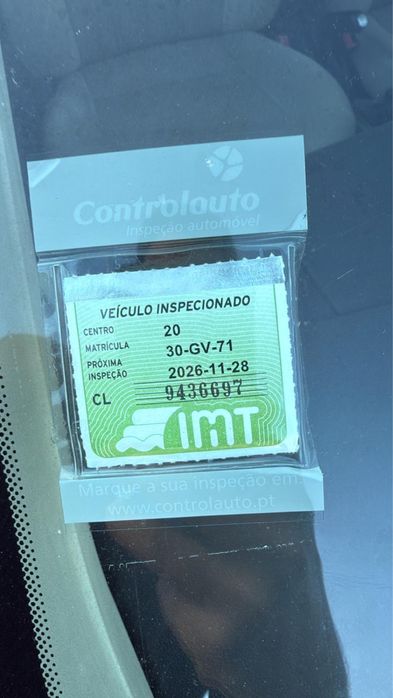 Controlauto
Inspeção automóvel
VEÍCULO INSPECIONADO
CENTRO 20
MATRÍCULA 30-GV-71
PRÓXIMA
INSPEÇÃO 2026-11-28
CL 9436697
IMT
Marque a sua inspeção em:
www.controlauto.pt